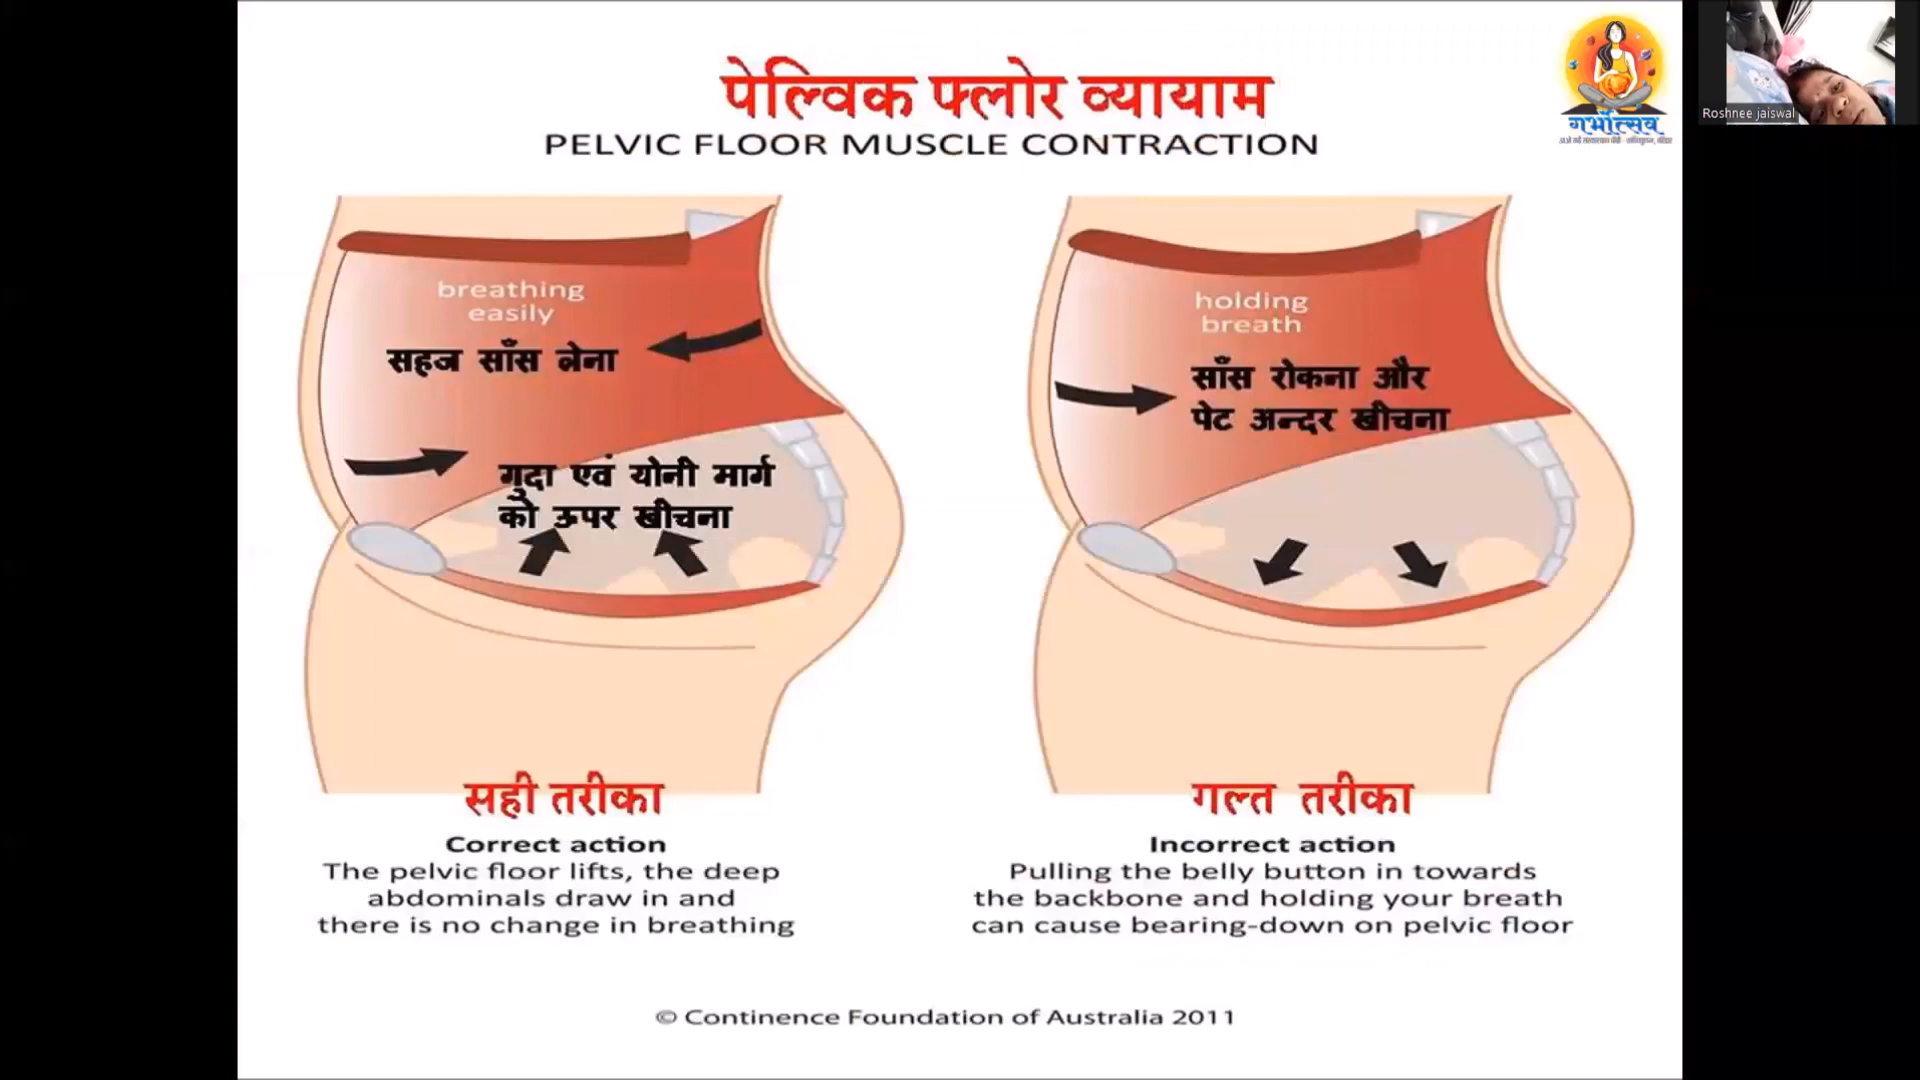 पेल्विक फ्लोर व्यायाम
PELVIC FLOOR MUSCLE CONTRACTION
गर्भोत्सव
Roshnee jaiswal
breathing
easily
सहज साँस लेना
गुदा एवं योनी मार्ग
को ऊपर खीचना
holding
breath
साँस रोकना और
पेट अन्दर खीचना
सही तरीका
Correct action
The pelvic floor lifts, the deep
abdominals draw in and
there is no change in breathing
गल्त तरीका
Incorrect action
Pulling the belly button in towards
the backbone and holding your breath
can cause bearing-down on pelvic floor
© Continence Foundation of Australia 2011